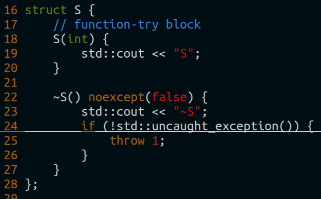 16 struct S {
17     // function-try block
18     S(int) {
19         std::cout << "S";
20     }
21
22     ~S() noexcept(false) {
23         std::cout << "~S";
24         if (!std::uncaught_exception()) {
25             throw 1;
26         }
27     }
28 };
29